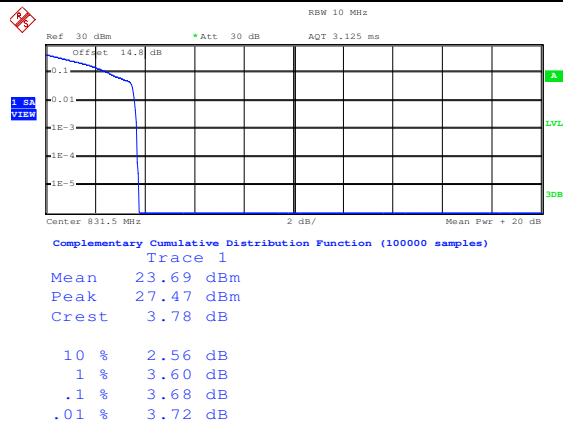 R S
RBW 10 MHz
Ref 30 dBm *Att 30 dB AQT 3.125 ms
Offset 14.8 dB
0.1
A
0.01
1 SA
VIEW
1E-3
LVL
1E-4
1E-5
3DB
Center 831.5 MHz 2 dB/ Mean Pwr + 20 dB
Complementary Cumulative Distribution Function (100000 samples)
Trace 1
Mean 23.69 dBm
Peak 27.47 dBm
Crest 3.78 dB
10 % 2.56 dB
1 % 3.60 dB
.1 % 3.68 dB
.01 % 3.72 dB